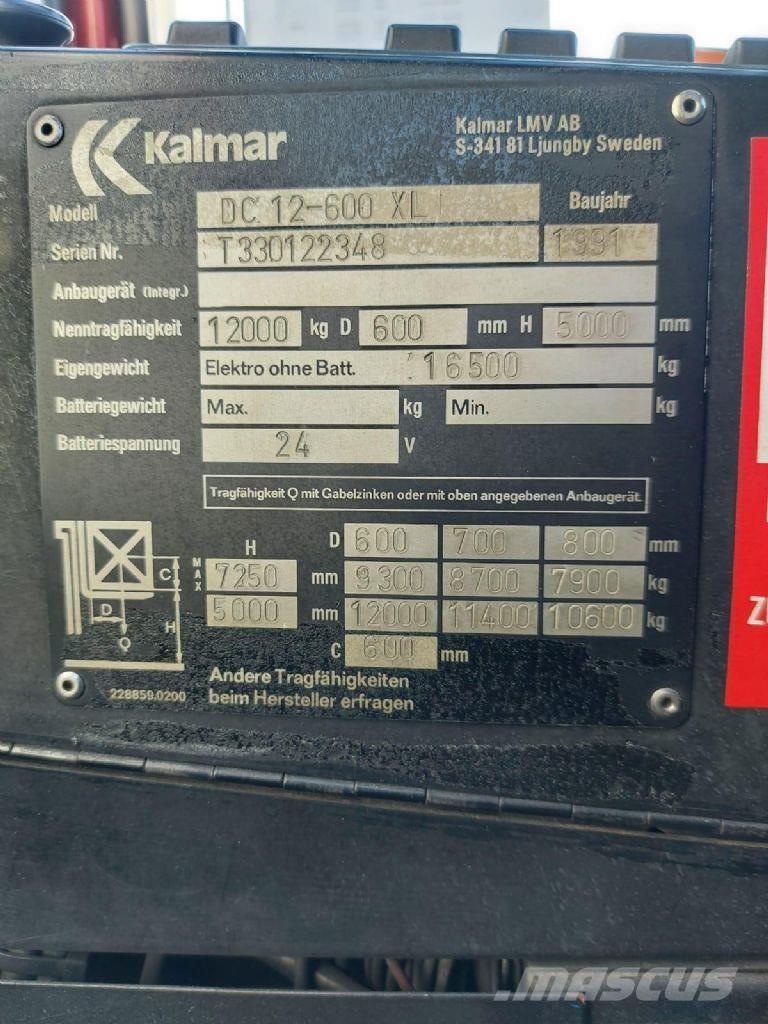 Kalmar
Kalmar LMV AB
S-341 81 Ljungby Sweden
Modell DC 12-600 XL Baujahr
Serien Nr. T330122348 1991
Anbaugerät (Integr.)
Nenntragfähigkeit 12000 kg D 600 mm H 5000 mm
Eigengewicht Elektro ohne Batt. 16500 kg
Batteriegewicht Max. kg Min. kg
Batteriespannung 24 V
Tragfähigkeit Q mit Gabelzinken oder mit oben angegebenen Anbaugerät.
H D 600 700 800 mm
MAX 7250 mm 9300 8700 7900 kg
5000 mm 12000 11400 10600 kg
C 600 mm
C
D
H
Q
228859.0200
Andere Tragfähigkeiten
beim Hersteller erfragen
mascus